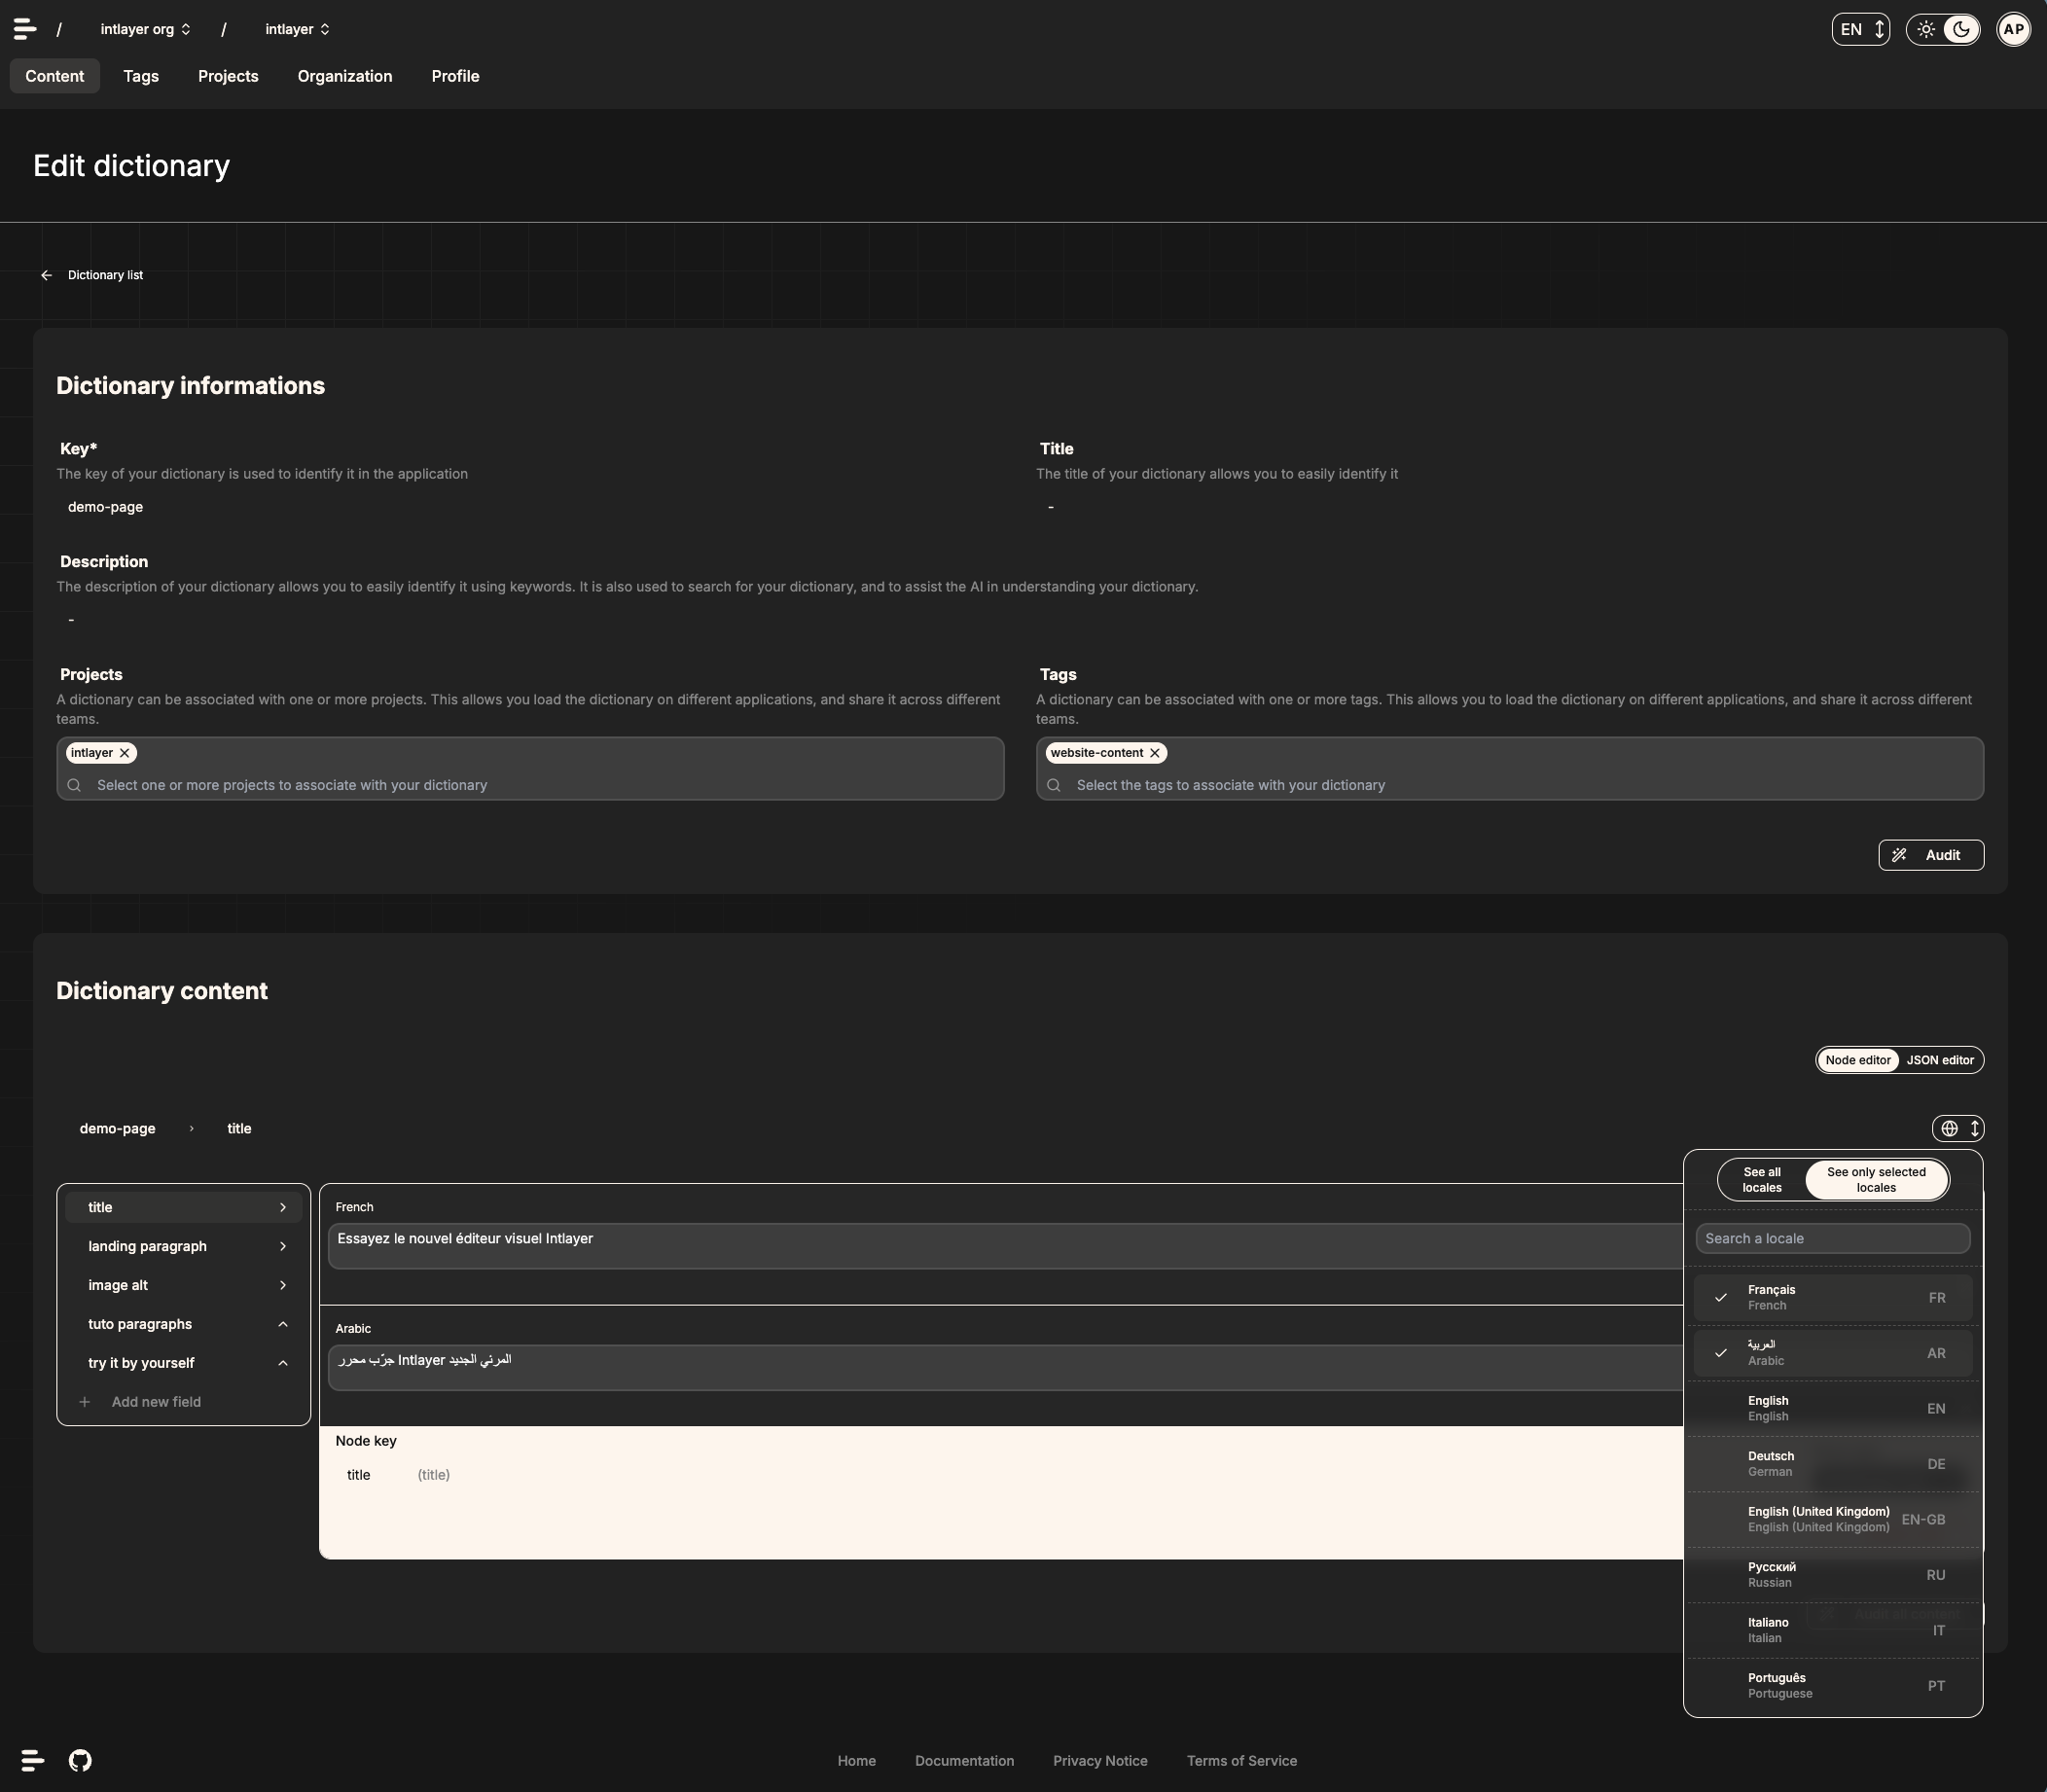 / intlayer org / intlayer
EN
AP
Content Tags Projects Organization Profile
Edit dictionary
Dictionary list
Dictionary informations
Key*
The key of your dictionary is used to identify it in the application
demo-page
Title
The title of your dictionary allows you to easily identify it
-
Description
The description of your dictionary allows you to easily identify it using keywords. It is also used to search for your dictionary, and to assist the AI in understanding your dictionary.
-
Projects
A dictionary can be associated with one or more projects. This allows you load the dictionary on different applications, and share it across different
teams.
intlayer
Select one or more projects to associate with your dictionary
Tags
A dictionary can be associated with one or more tags. This allows you to load the dictionary on different applications, and share it across different
teams.
website-content
Select the tags to associate with your dictionary
Audit
Dictionary content
Node editor JSON editor
demo-page › title
title
landing paragraph
image alt
tuto paragraphs
try it by yourself
+ Add new field
French
Essayez le nouvel éditeur visuel Intlayer
Arabic
جرّب محرر Intlayer المرئي الجديد
Node key
title (title)
See all
locales
See only selected
locales
Search a locale
Français
French
FR
العربية
Arabic
AR
English
English
EN
Deutsch
German
DE
English (United Kingdom)
English (United Kingdom)
EN-GB
Русский
Russian
RU
Italiano
Italian
IT
Português
Portuguese
PT
Home Documentation Privacy Notice Terms of Service